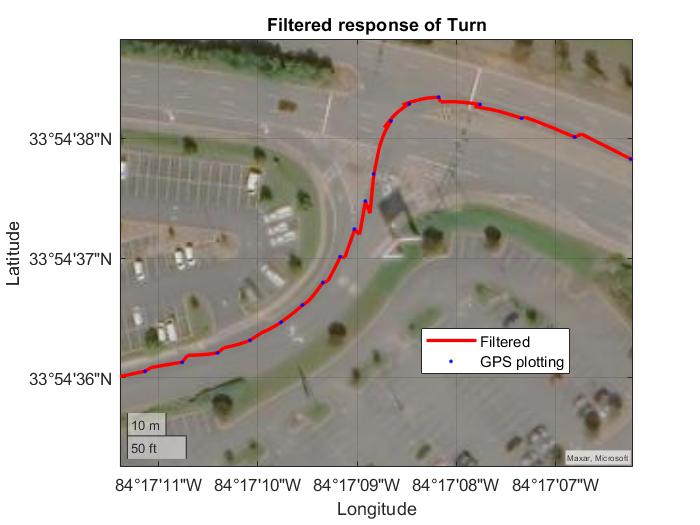 Filtered response of Turn
33°54'38"N
33°54'37"N
33°54'36"N
Latitude
Filtered
GPS plotting
10 m
50 ft
Maxar, Microsoft
84°17'11"W 84°17'10"W 84°17'09"W 84°17'08"W 84°17'07"W
Longitude